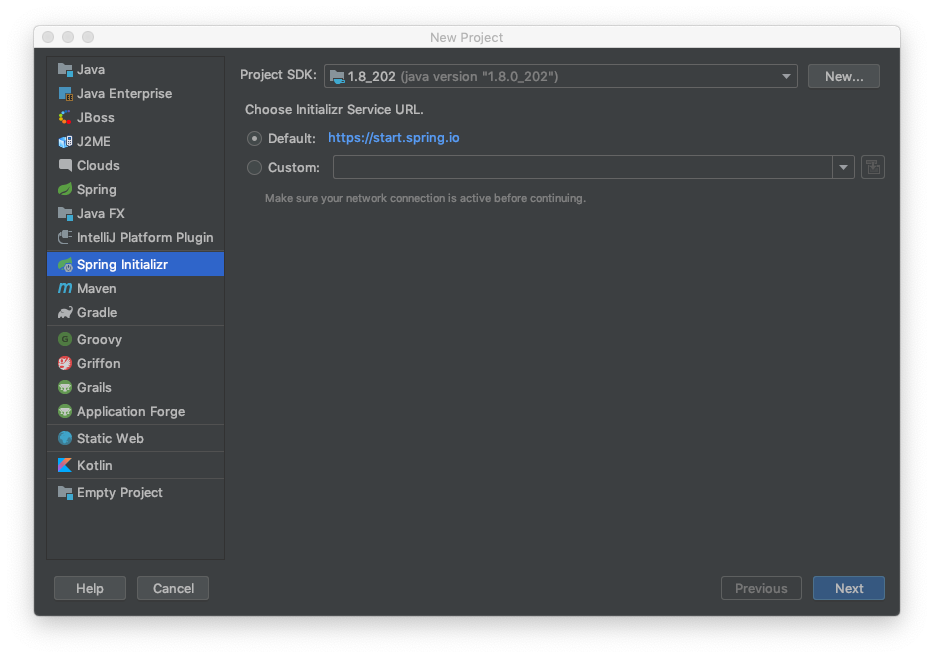 New Project
Java
Java Enterprise
JBoss
J2ME
Clouds
Spring
Java FX
IntelliJ Platform Plugin
Spring Initializr
Maven
Gradle
Groovy
Griffon
Grails
Application Forge
Static Web
Kotlin
Empty Project
Project SDK: 1.8_202 (java version "1.8.0_202") New...
Choose Initializr Service URL.
Default: https://start.spring.io
Custom:
Make sure your network connection is active before continuing.
Help Cancel Previous Next